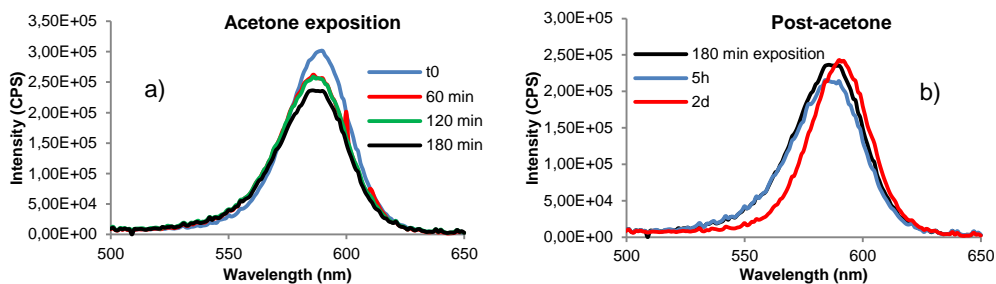 Acetone exposition
3,50E+05
3,00E+05
2,50E+05
2,00E+05
1,50E+05
1,00E+05
5,00E+04
0,00E+00
Intensity (CPS)
a)
t0
60 min
120 min
180 min
500 550 600 650
Wavelength (nm)
Post-acetone
3,00E+05
2,50E+05
2,00E+05
1,50E+05
1,00E+05
5,00E+04
0,00E+00
Intensity (CPS)
180 min exposition
5h
2d
b)
500 550 600 650
Wavelength (nm)